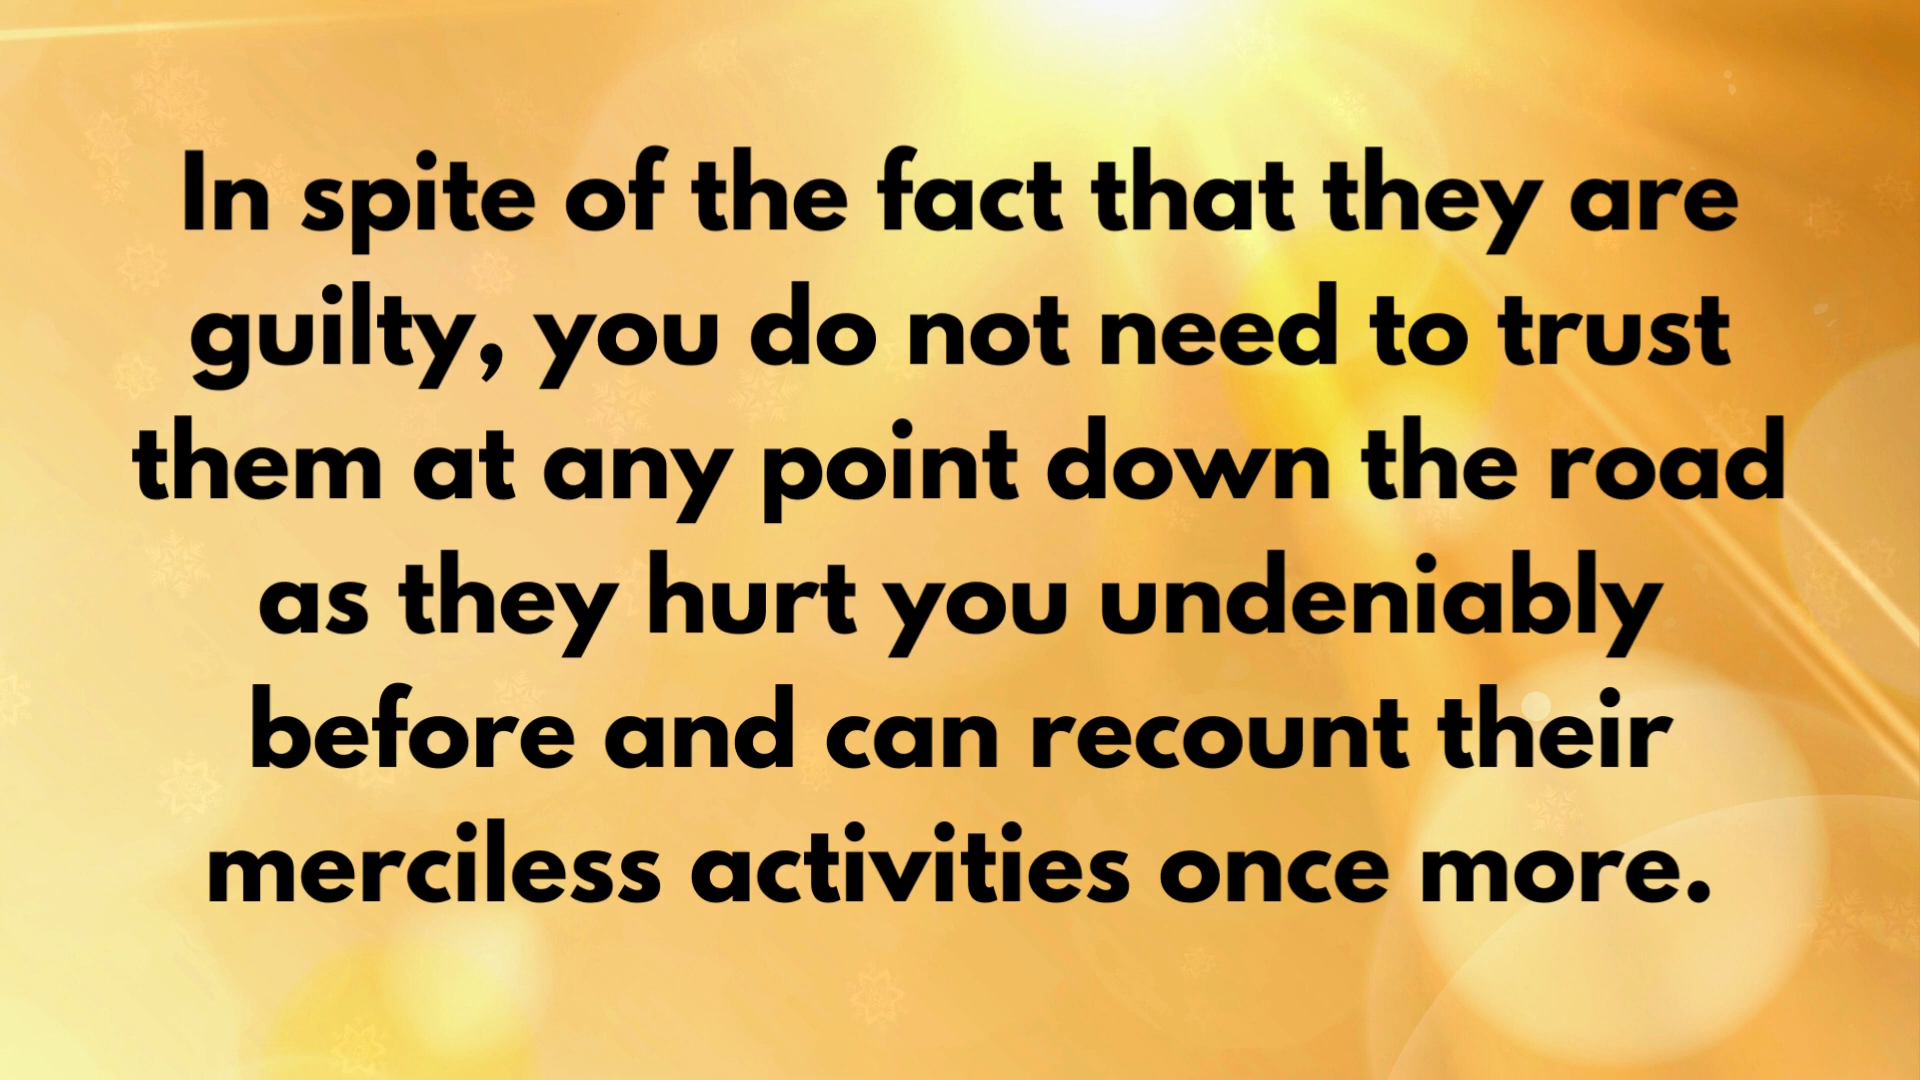 In spite of the fact that they are
guilty, you do not need to trust
them at any point down the road
as they hurt you undeniably
before and can recount their
merciless activities once more.